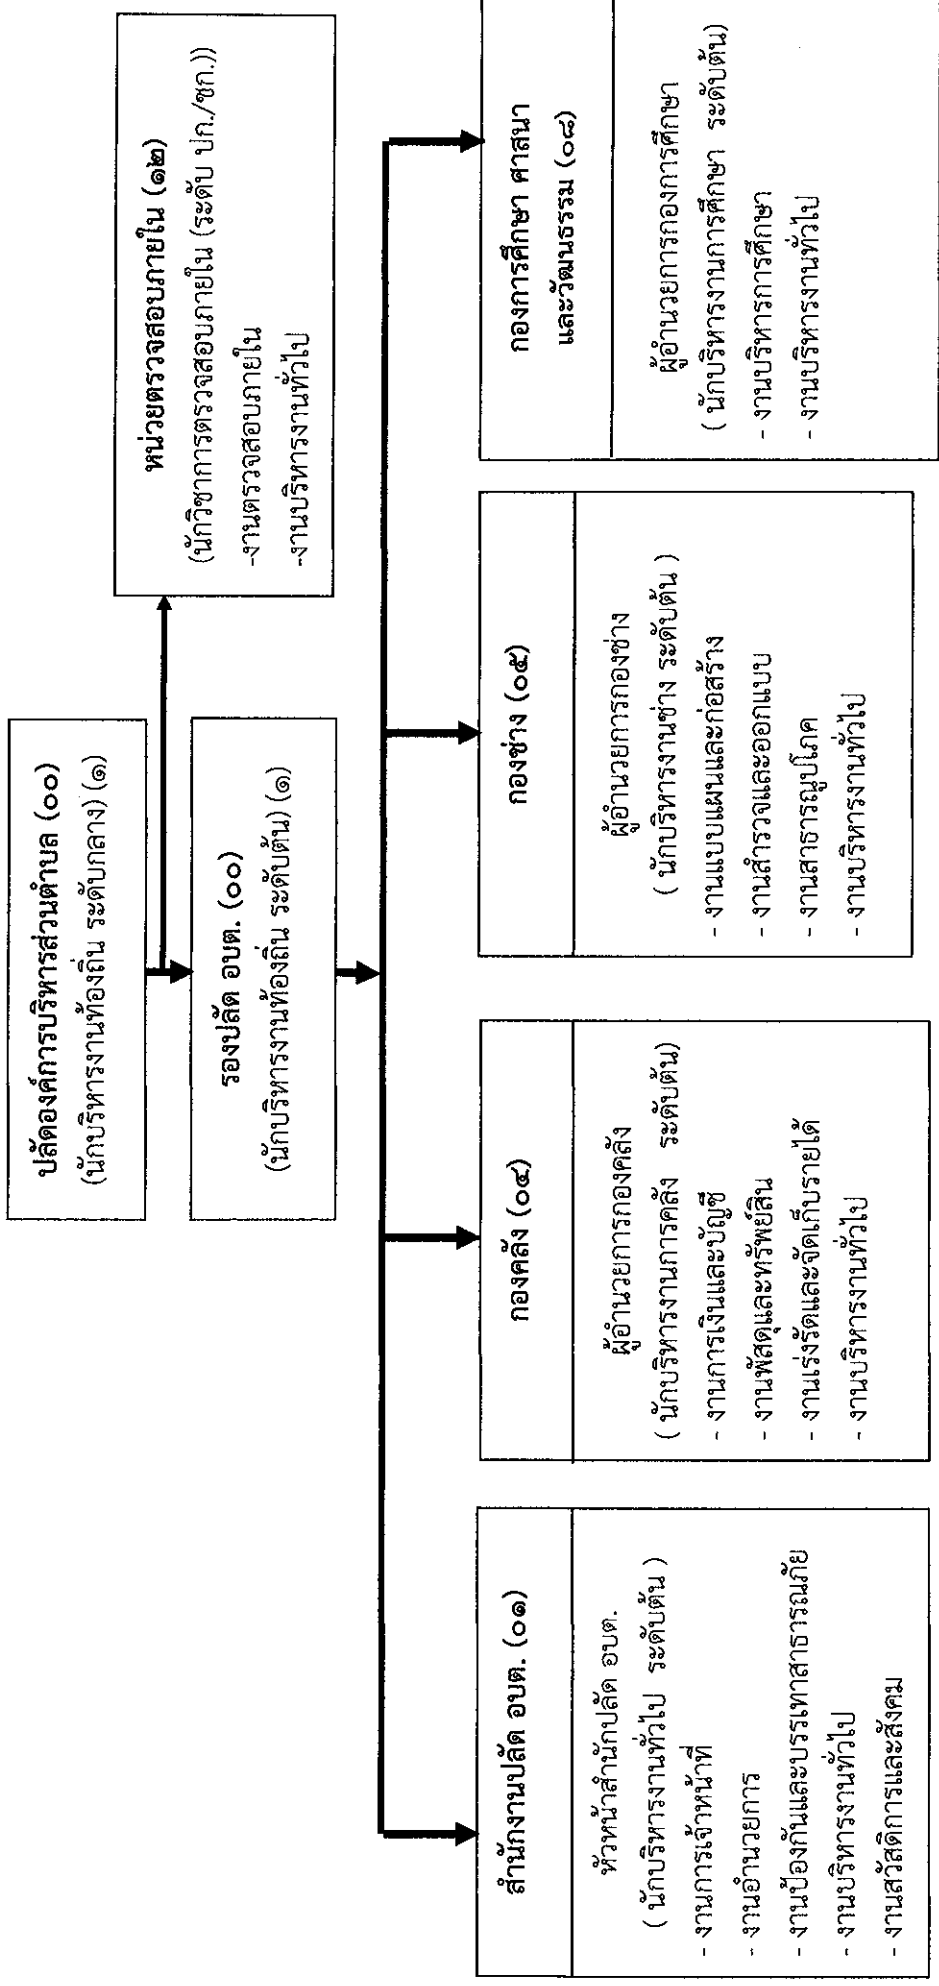 ปลัดองค์การบริหารส่วนตำบล (๐๐)
(นักบริหารงานท้องถิ่น ระดับกลาง) (๑)
หน่วยตรวจสอบภายใน (๑๒)
(นักวิชาการตรวจสอบภายใน (ระดับ ปก./ชก.))
-งานตรวจสอบภายใน
-งานบริหารงานทั่วไป
รองปลัด อบต. (๐๐)
(นักบริหารงานท้องถิ่น ระดับต้น) (๑)
สำนักงานปลัด อบต. (๐๑)
หัวหน้าสำนักปลัด อบต.
( นักบริหารงานทั่วไป ระดับต้น )
- งานการเจ้าหน้าที่
- งานอำนวยการ
- งานป้องกันและบรรเทาสาธารณภัย
- งานบริหารงานทั่วไป
- งานสวัสดิการและสังคม
กองคลัง (๐๔)
ผู้อำนวยการกองคลัง
( นักบริหารงานการคลัง ระดับต้น)
- งานการเงินและบัญชี
- งานพัสดุและทรัพย์สิน
- งานเร่งรัดและจัดเก็บรายได้
- งานบริหารงานทั่วไป
กองช่าง (๐๕)
ผู้อำนวยการกองช่าง
( นักบริหารงานช่าง ระดับต้น )
- งานแบบแผนและก่อสร้าง
- งานสำรวจและออกแบบ
- งานสาธารณูปโภค
- งานบริหารงานทั่วไป
กองการศึกษา ศาสนา
และวัฒนธรรม (๐๘)
ผู้อำนวยการกองการศึกษา
( นักบริหารงานการศึกษา ระดับต้น)
- งานบริหารการศึกษา
- งานบริหารงานทั่วไป